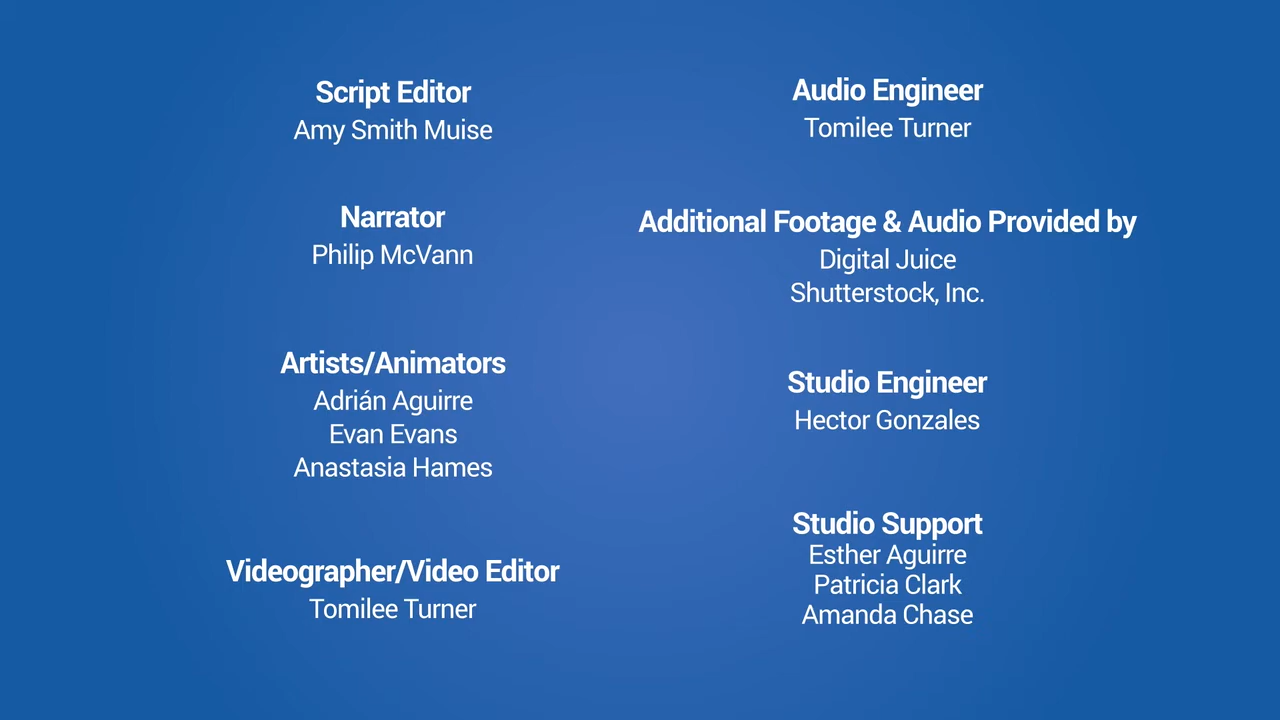 Script Editor
Amy Smith Muise
Narrator
Philip McVann
Artists/Animators
Adrián Aguirre
Evan Evans
Anastasia Hames
Videographer/Video Editor
Tomilee Turner
Audio Engineer
Tomilee Turner
Additional Footage & Audio Provided by
Digital Juice
Shutterstock, Inc.
Studio Engineer
Hector Gonzales
Studio Support
Esther Aguirre
Patricia Clark
Amanda Chase